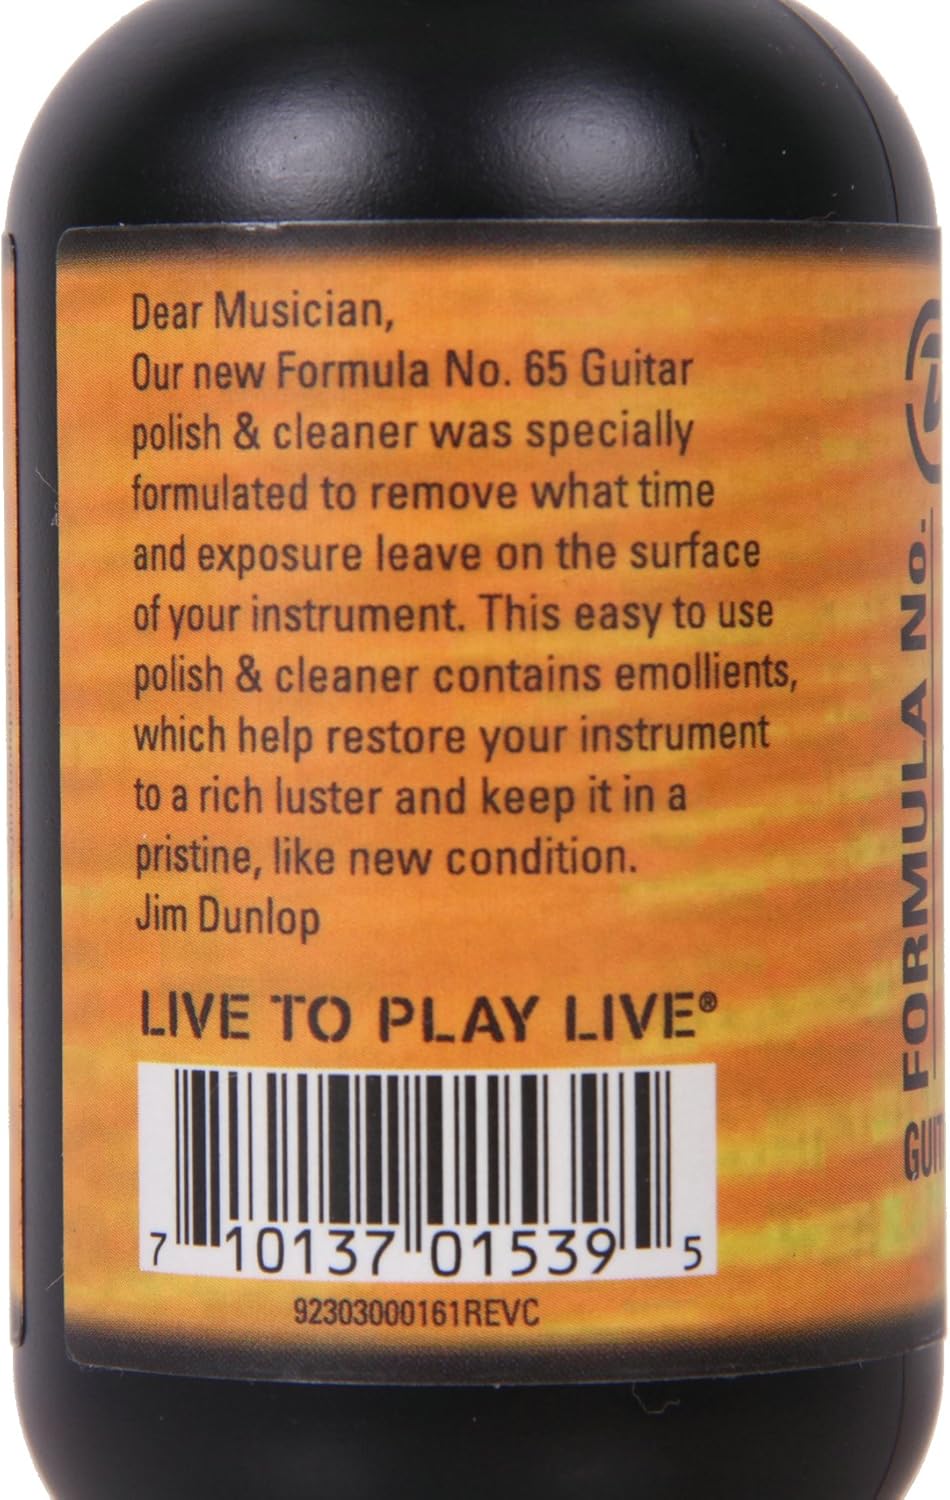 Dear Musician,
Our new Formula No. 65 Guitar
polish & cleaner was specially
formulated to remove what time
and exposure leave on the surface
of your instrument. This easy to use
polish & cleaner contains emollients,
which help restore your instrument
to a rich luster and keep it in a
pristine, like new condition.
Jim Dunlop
LIVE TO PLAY LIVE®
7 10137 01539 5
92303000161REVC
FORMULA No.